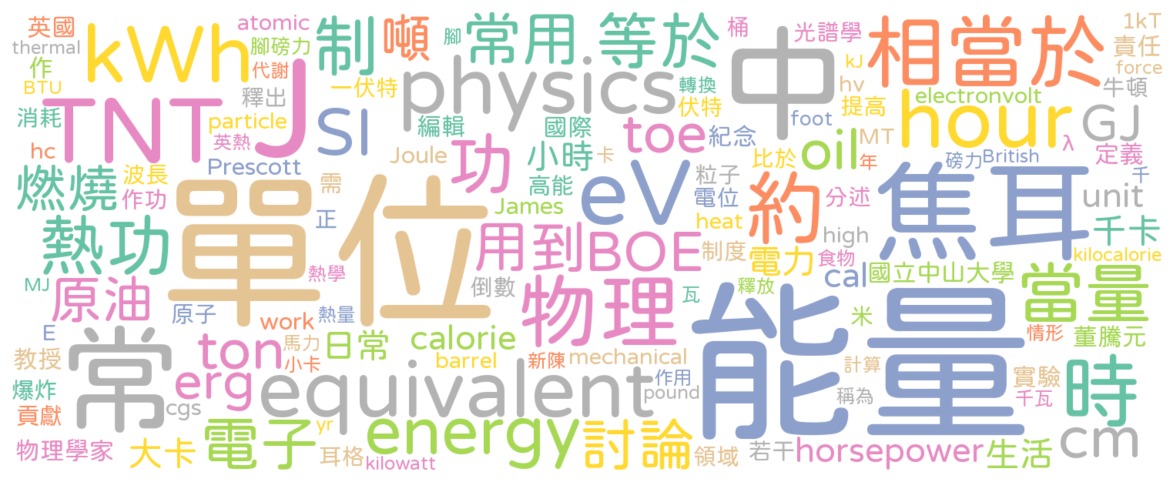 英國 atomic 噸 腳 常用 等於 桶 光譜學 相當於 1kT
thermal kWh 腳磅力 制 physics 轉換 中 kJ hv 責任
作 代謝 一伏特 伏特 提高 force
BTU TNT 釋出 J SI 編輯 國際 toe 紀念 foot electronvolt hour 牛頓
消耗 particle 英熱 Joule 功 小時 卡 oil MT GJ
hc Prescott 比於 年 磅力 British λ 定義
燃燒 波長 作功 單位 需 高能 eV 粒子 電位 約 分述 焦耳 unit 千
熱功 正 James heat high 千卡
MJ 熱學 用到 BOE 制度 電力 食物 cal 國立中山大學 kilocalorie
原油 原子 熱量 倒數 物理 瓦 釋放 能量 米 當量
E work 馬力 日常 calorie 情形 董騰元
教授 常 ton 小卡 barrel 新陳 mechanical 計算 實驗 時
爆炸 erg equivalent 作用 pound 稱為 千瓦
貢獻 cgs yr energy
物理學家 大卡 電子 耳格 kilowatt 討論 領域 若干 horsepower 生活 cm